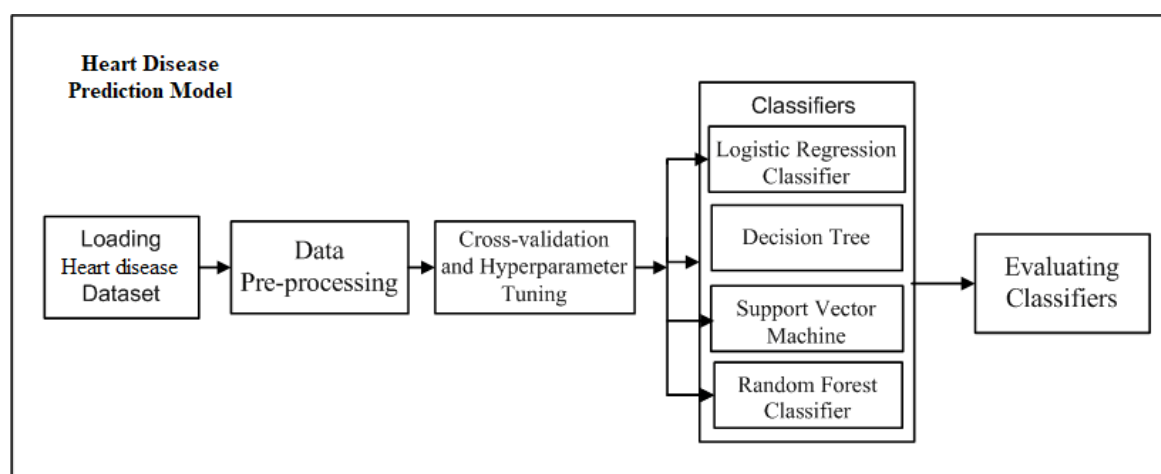 Heart Disease
Prediction Model
Loading
Heart disease
Dataset
Data
Pre-processing
Cross-validation
and Hyperparameter
Tuning
Classifiers
Logistic Regression
Classifier
Decision Tree
Support Vector
Machine
Random Forest
Classifier
Evaluating
Classifiers